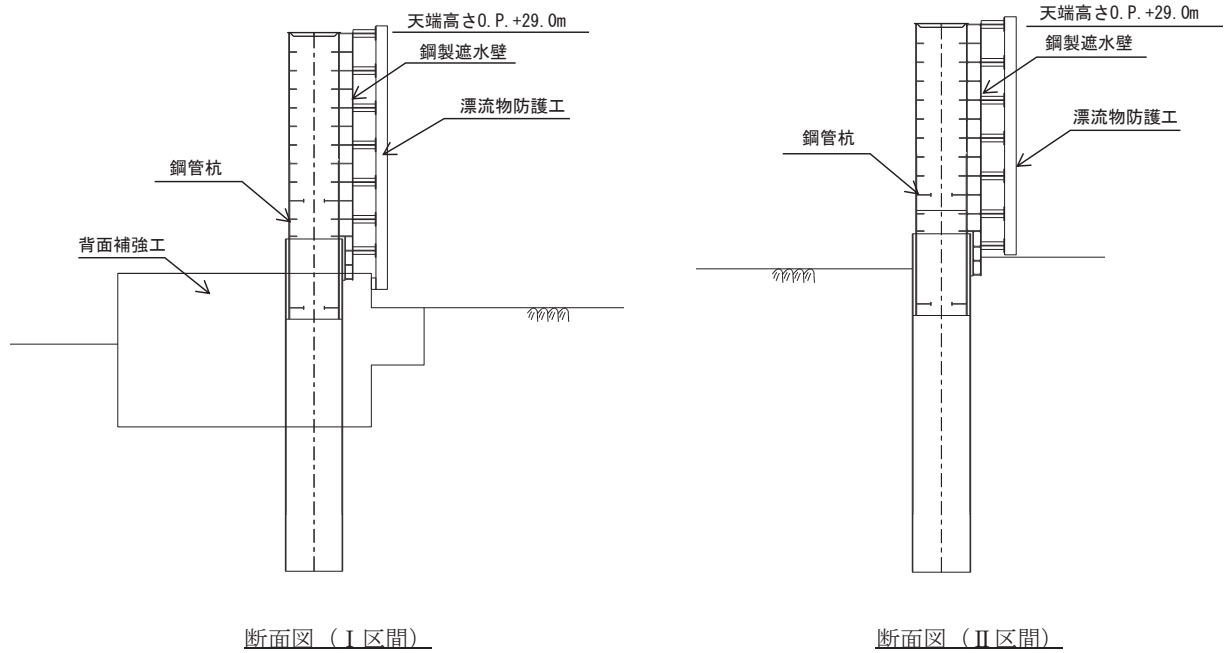 天端高さO.P.+29.0m
鋼製遮水壁
漂流物防護工
鋼管杭
背面補強工
断面図(Ⅰ区間)
天端高さO.P.+29.0m
鋼製遮水壁
漂流物防護工
鋼管杭
断面図(Ⅱ区間)